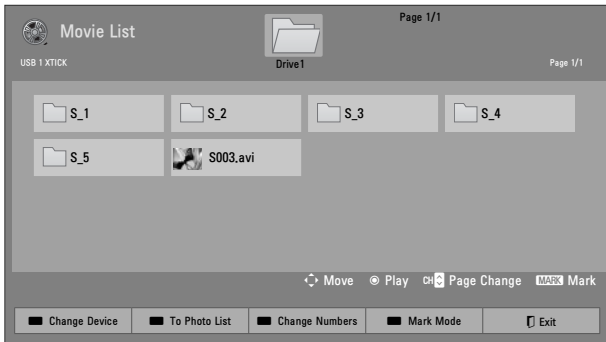 Page 1/1
Movie List
USB 1 XTICK
Drive1
Page 1/1
S_1
S_2
S_3
S_4
S_5
S003.avi
Move
Play
CH Page Change
MARK Mark
Change Device
To Photo List
Change Numbers
Mark Mode
Exit